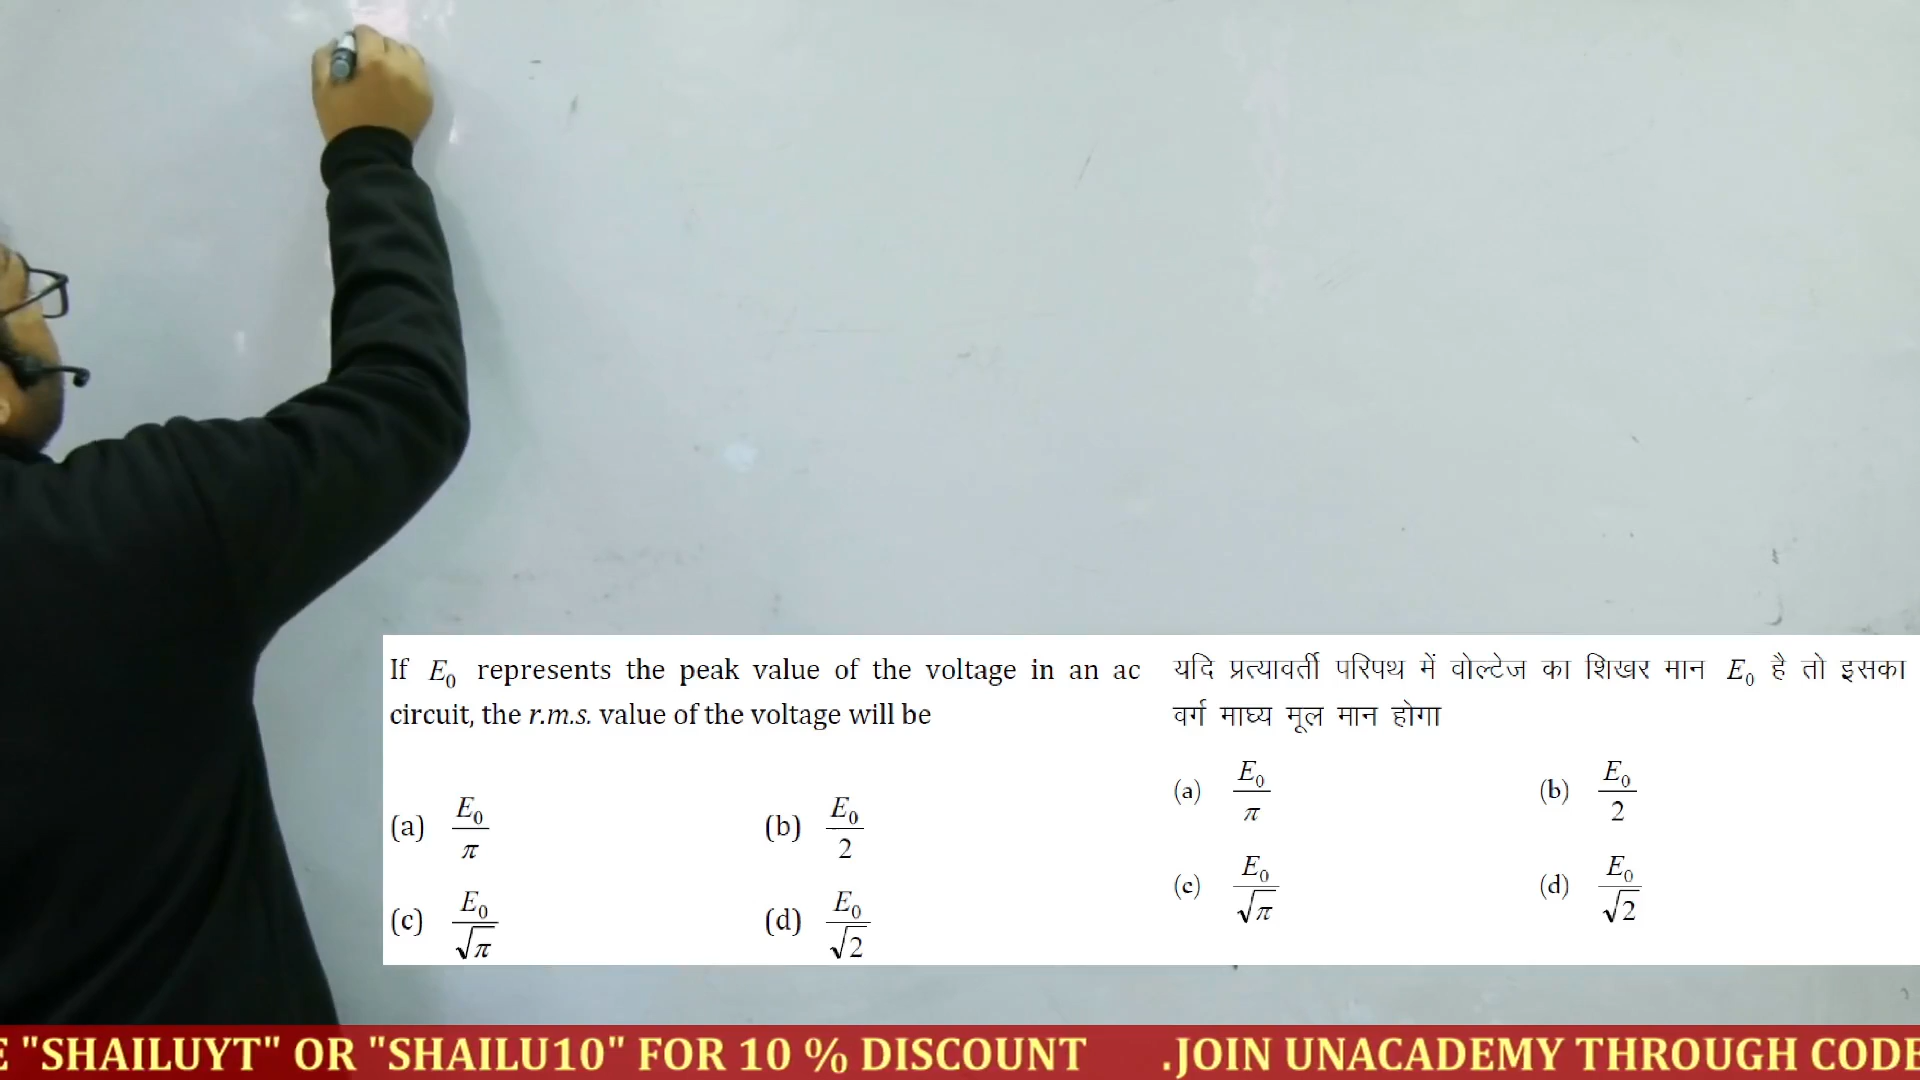 If E₀ represents the peak value of the voltage in an ac
circuit, the r.m.s. value of the voltage will be
(a) E₀/π (b) E₀/2
(c) E₀/√π (d) E₀/√2
यदि प्रत्यावर्ती परिपथ में वोल्टेज का शिखर मान E₀ है तो इसका
वर्ग माघ्य मूल मान होगा
(a) E₀/π (b) E₀/2
(c) E₀/√π (d) E₀/√2
E "SHAILUYT" OR "SHAILU10" FOR 10 % DISCOUNT .JOIN UNACADEMY THROUGH CODE